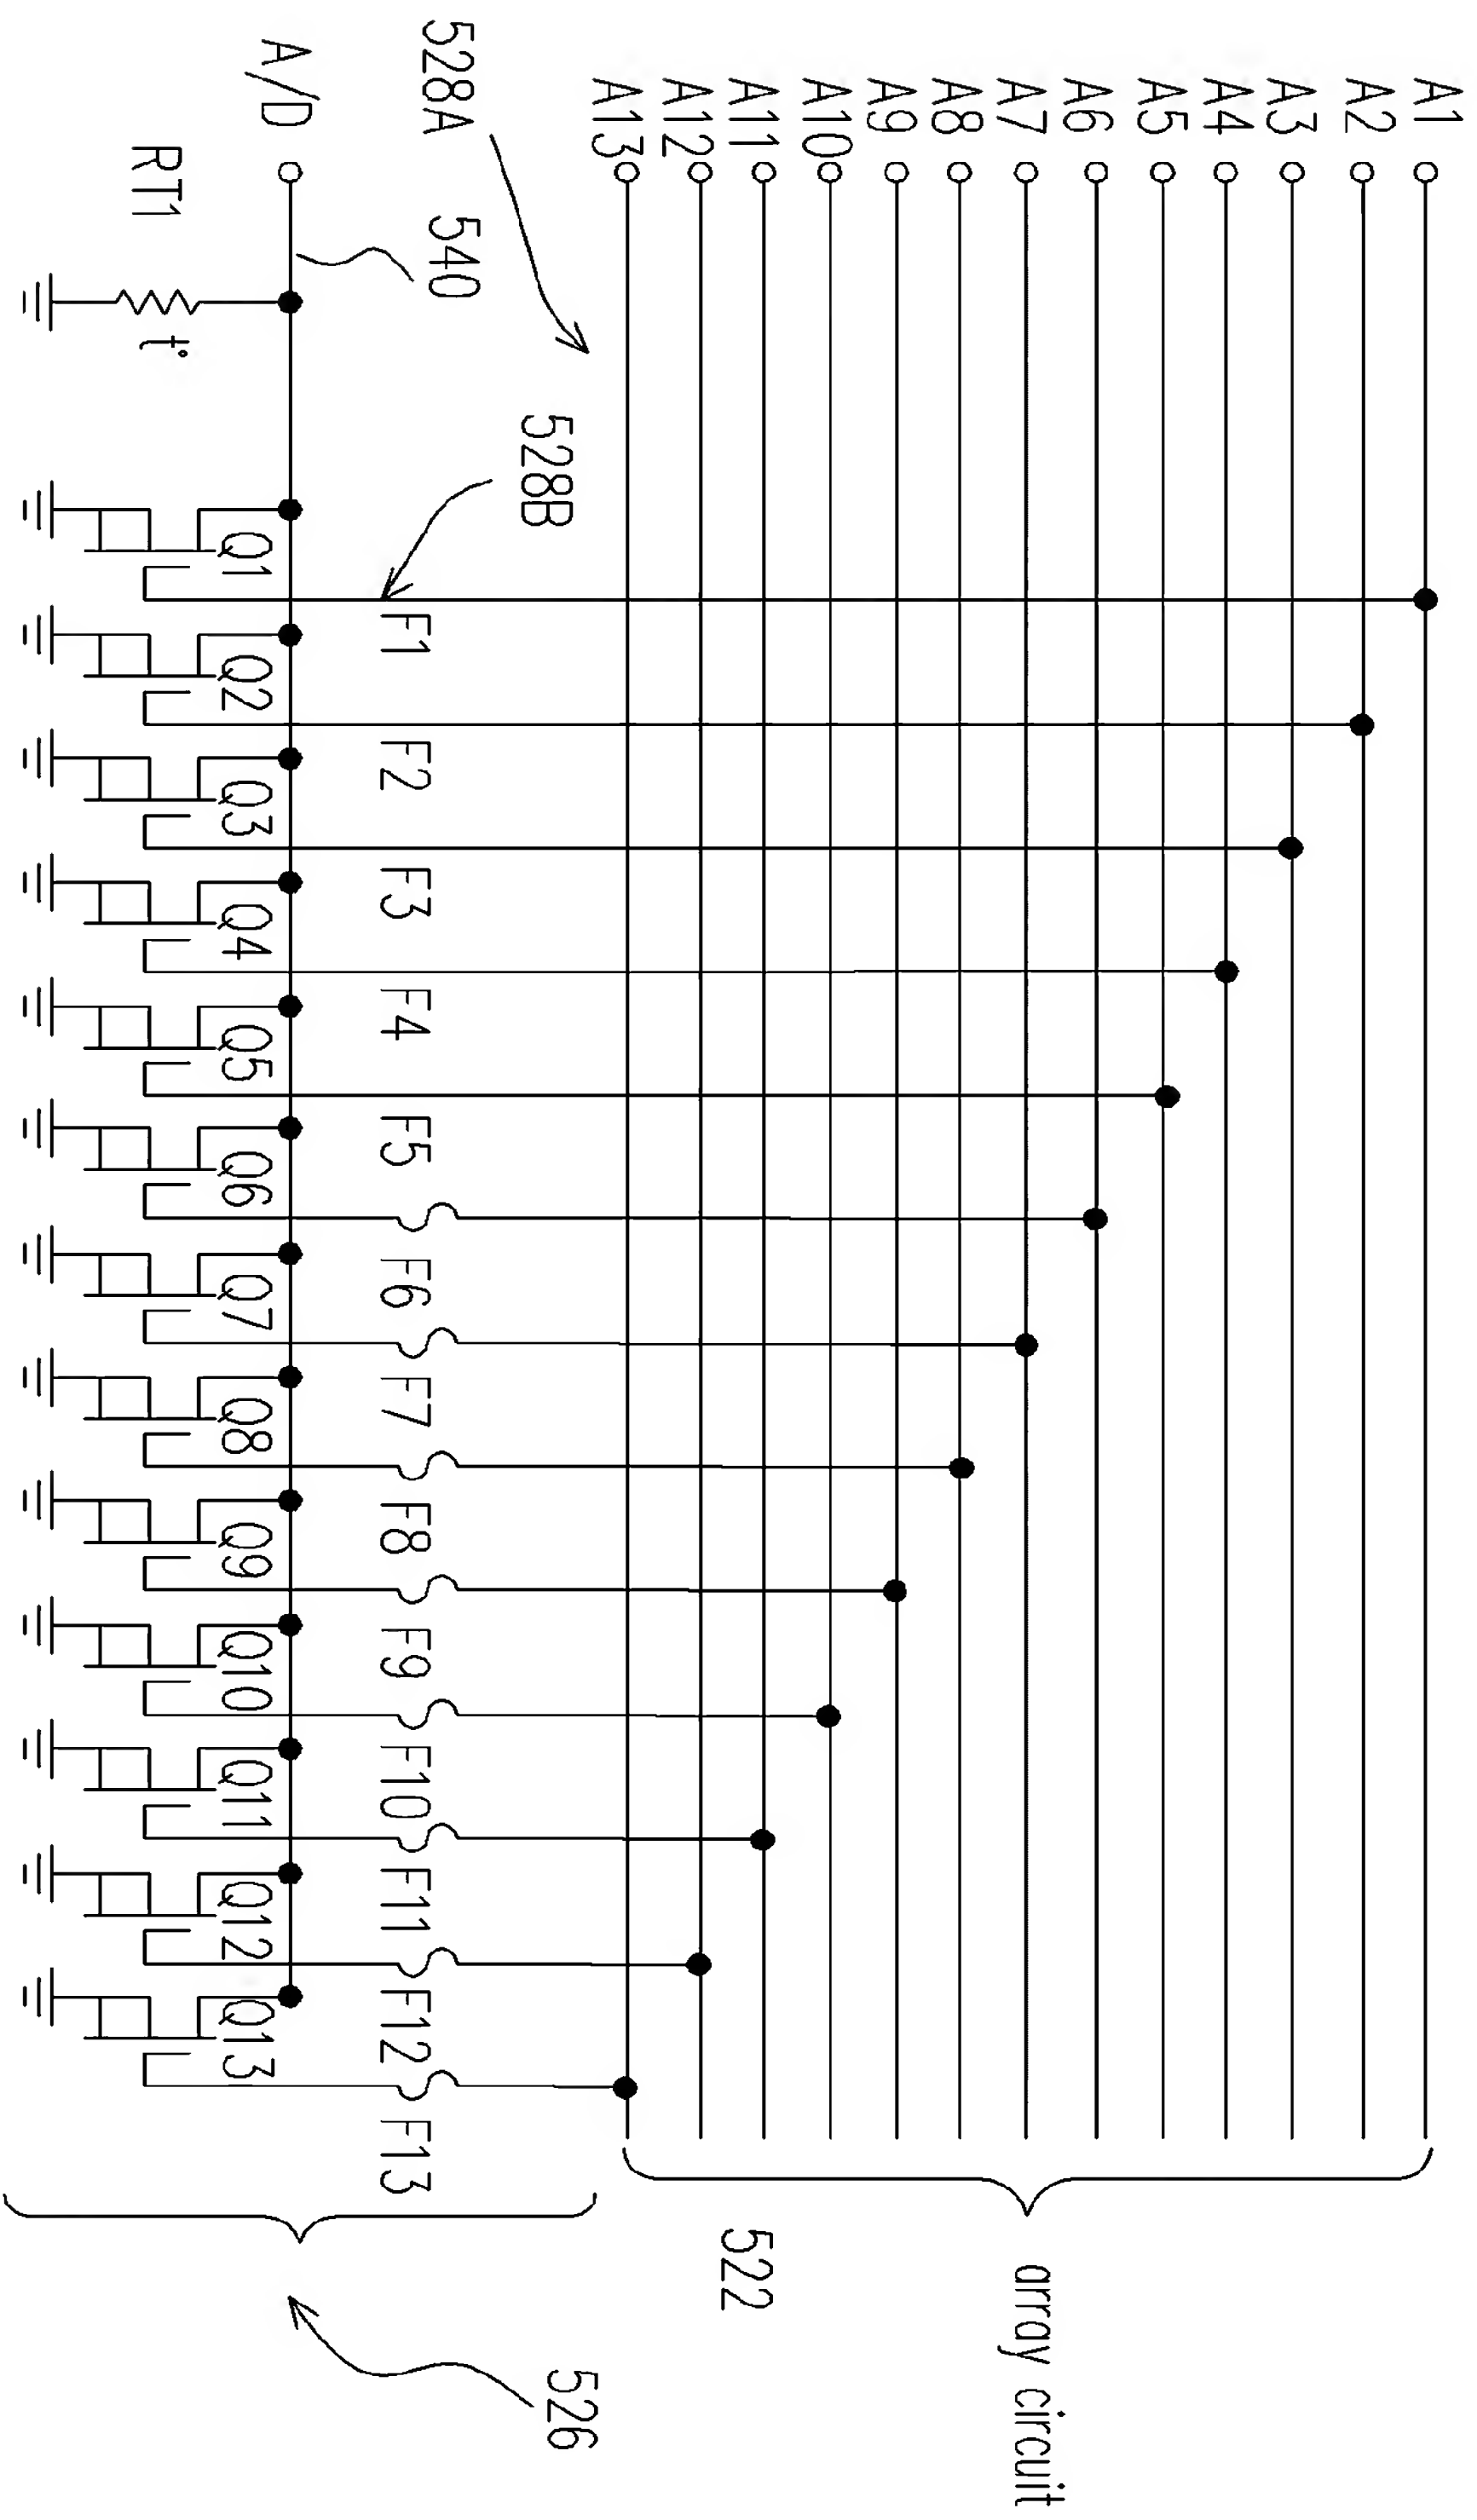 A1
A2
A3
A4
A5
A6
A7
A8
A9
A10
A11
A12
A13
528A
A/D
540
RT1
t°
528B
F1
F2
F3
F4
F5
F6
F7
F8
F9
F10
F11
F12
F13
Q1
Q2
Q3
Q4
Q5
Q6
Q7
Q8
Q9
Q10
Q11
Q12
Q13
array circuit
522
526